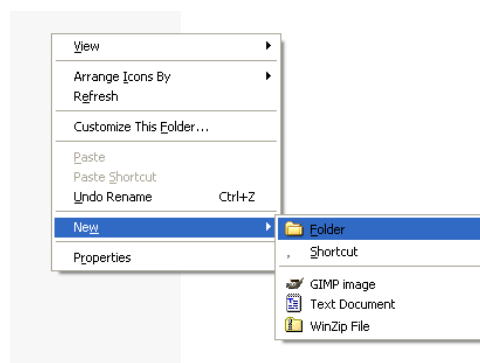 View
Arrange Icons By
Refresh
Customize This Folder...
Paste
Paste Shortcut
Undo Rename Ctrl+Z
New
Properties
Folder
Shortcut
GIMP image
Text Document
WinZip File